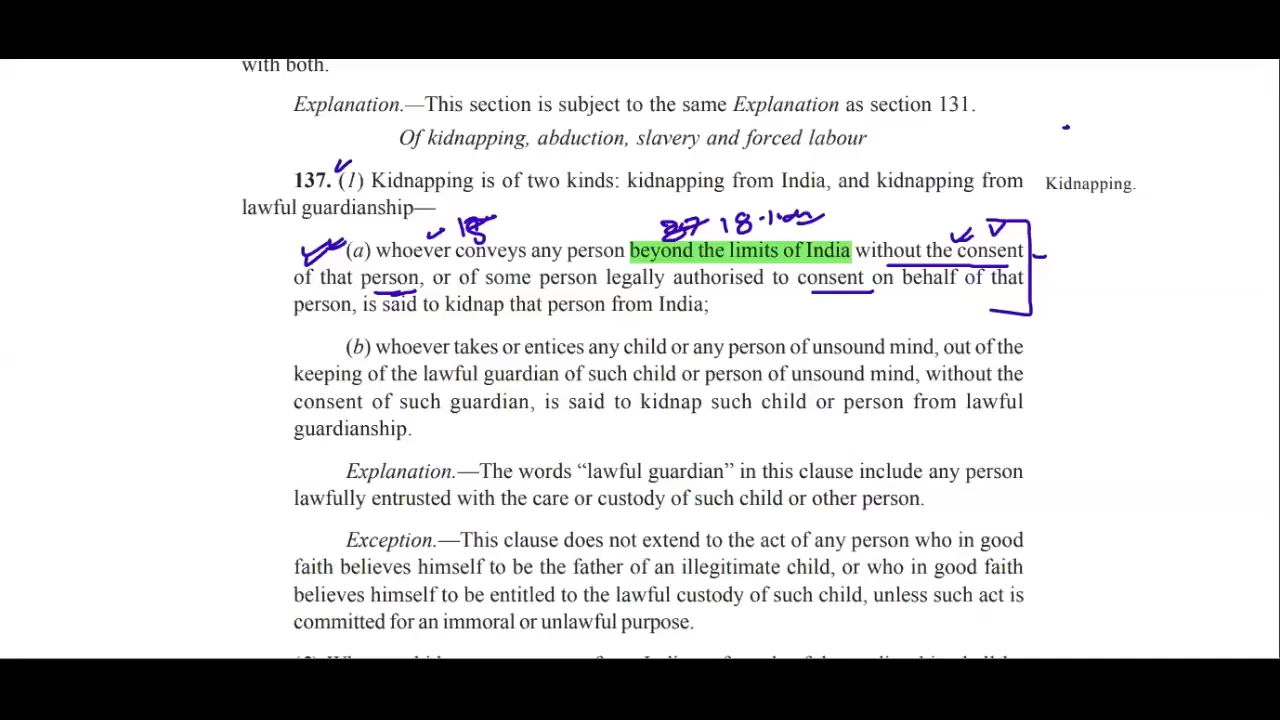 with both.
Explanation.—This section is subject to the same Explanation as section 131.
Of kidnapping, abduction, slavery and forced labour
137. (1) Kidnapping is of two kinds: kidnapping from India, and kidnapping from
Kidnapping.
lawful guardianship—
18
(a) whoever conveys any person beyond the limits of India without the consent
of that person, or of some person legally authorised to consent on behalf of that
person, is said to kidnap that person from India;
(b) whoever takes or entices any child or any person of unsound mind, out of the
keeping of the lawful guardian of such child or person of unsound mind, without the
consent of such guardian, is said to kidnap such child or person from lawful
guardianship.
Explanation.—The words “lawful guardian” in this clause include any person
lawfully entrusted with the care or custody of such child or other person.
Exception.—This clause does not extend to the act of any person who in good
faith believes himself to be the father of an illegitimate child, or who in good faith
believes himself to be entitled to the lawful custody of such child, unless such act is
committed for an immoral or unlawful purpose.